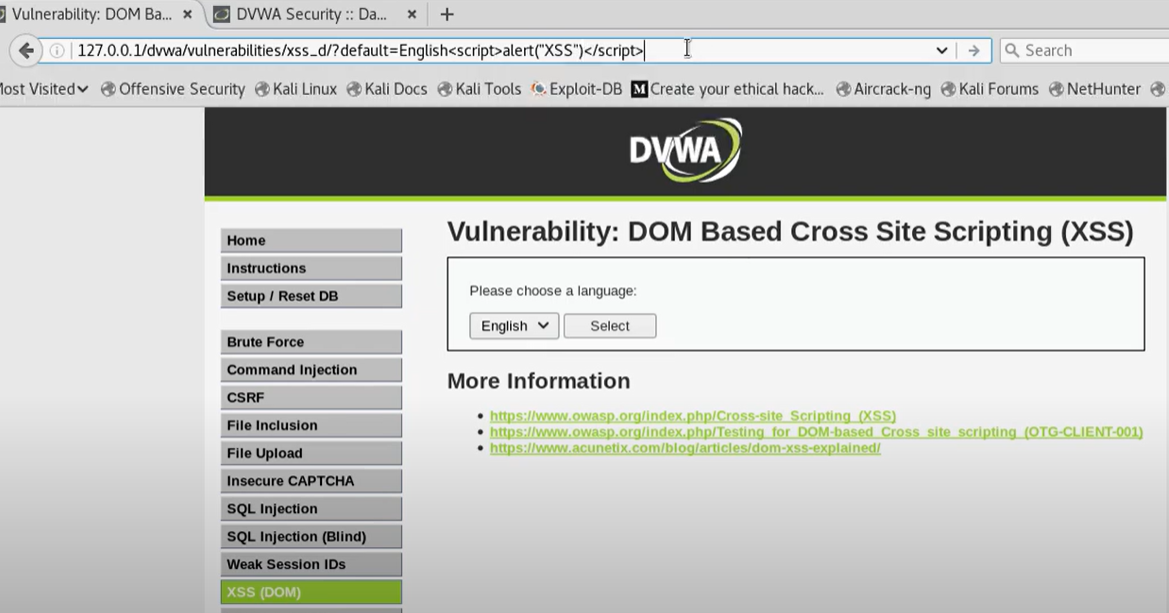 Vulnerability: DOM Ba... × DVWA Security :: Da... × +
127.0.0.1/dvwa/vulnerabilities/xss_d/?default=English<script>alert("XSS")</script> Search
Most Visited Offensive Security Kali Linux Kali Docs Kali Tools Exploit-DB M Create your ethical hack... Aircrack-ng Kali Forums NetHunter
DVWA
Home
Instructions
Setup / Reset DB
Brute Force
Command Injection
CSRF
File Inclusion
File Upload
Insecure CAPTCHA
SQL Injection
SQL Injection (Blind)
Weak Session IDs
XSS (DOM)
Vulnerability: DOM Based Cross Site Scripting (XSS)
Please choose a language:
English Select
More Information
https://www.owasp.org/index.php/Cross-site_Scripting_(XSS)
https://www.owasp.org/index.php/Testing_for_DOM-based_Cross_site_scripting_(OTG-CLIENT-001)
https://www.acunetix.com/blog/articles/dom-xss-explained/